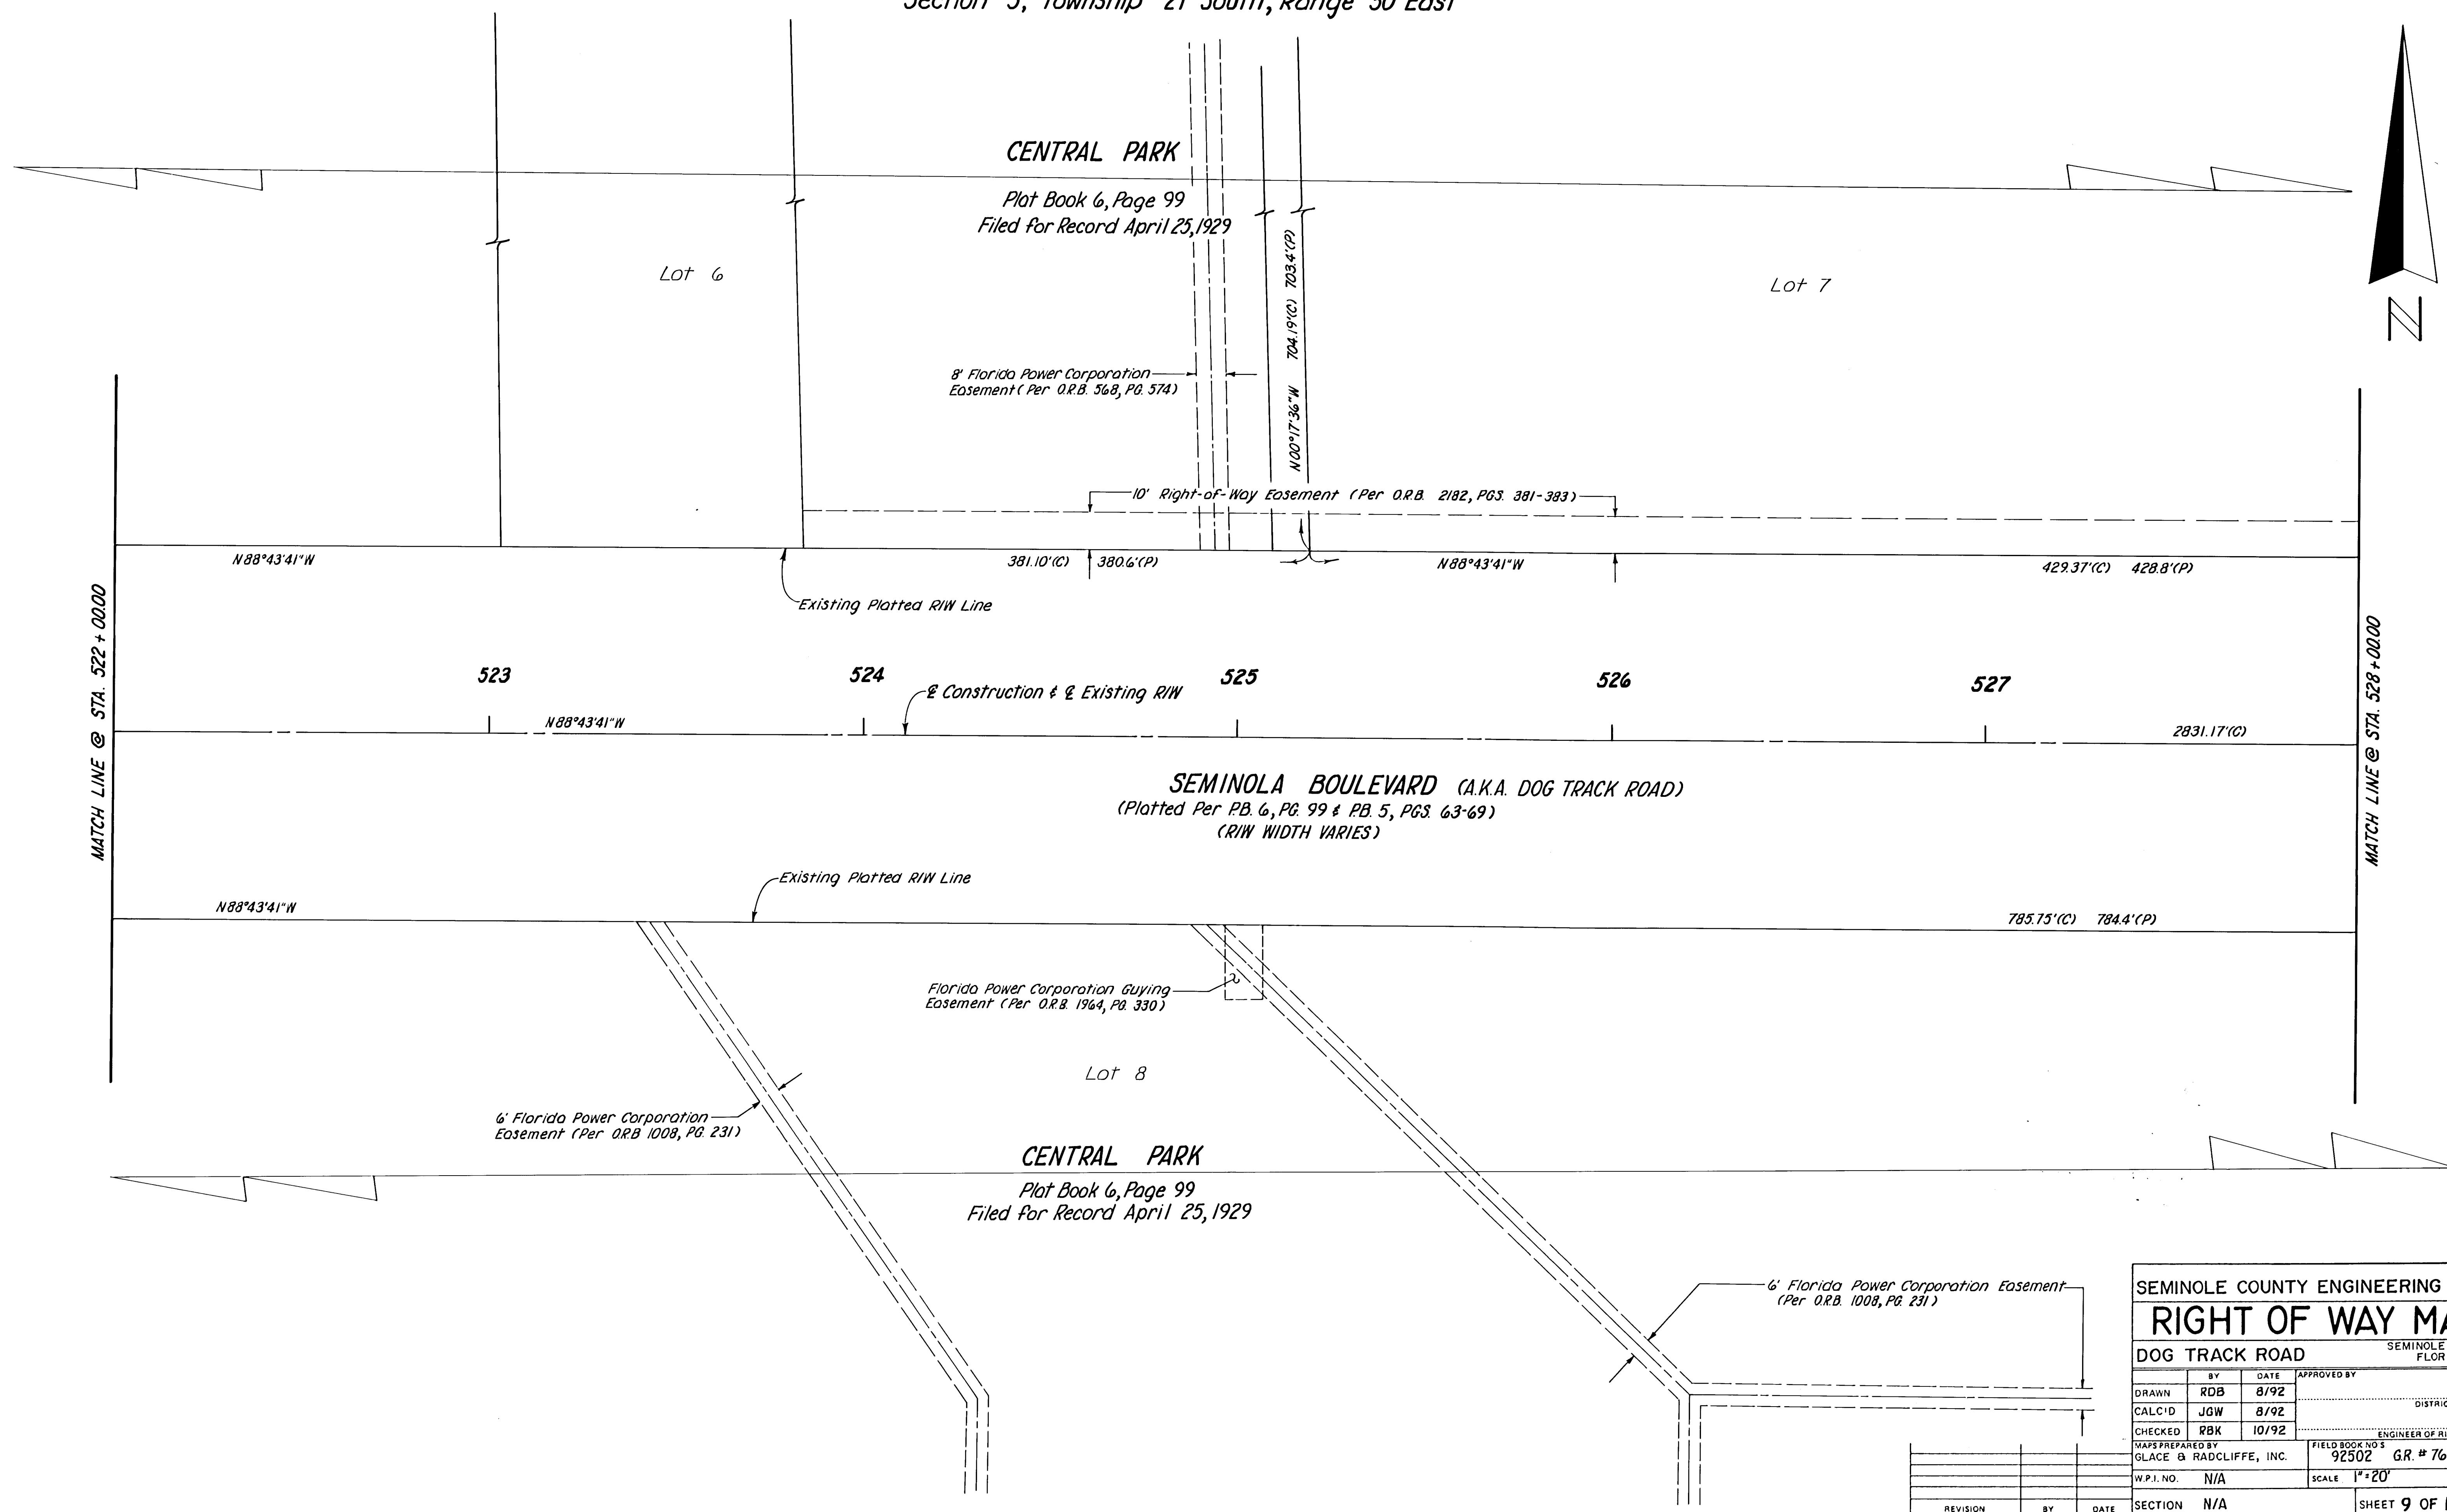 Section 5, Township 21 South, Range 30 East
CENTRAL PARK
Plat Book 6, Page 99
Filed for Record April 25, 1929
Lot 6
Lot 7
N
8' Florida Power Corporation
Easement (Per O.R.B. 568, PG. 574)
N00°17'36"W 704.19'(C) 703.4'(P)
10' Right-of-Way Easement (Per O.R.B. 2182, PGS. 381-383)
N88°43'41"W
381.10'(C) 380.6'(P)
N88°43'41"W
429.37'(C) 428.8'(P)
Existing Platted R/W Line
MATCH LINE @ STA. 522 + 00.00
523
524
525
526
527
℄ Construction & ℄ Existing R/W
N88°43'41"W
2831.17'(C)
MATCH LINE @ STA. 528 + 00.00
SEMINOLA BOULEVARD (A.K.A. DOG TRACK ROAD)
(Platted Per P.B. 6, PG. 99 & P.B. 5, PGS. 63-69)
(R/W WIDTH VARIES)
Existing Platted R/W Line
N88°43'41"W
785.75'(C) 784.4'(P)
Florida Power Corporation Guying
Easement (Per O.R.B. 1964, PG. 330)
Lot 8
6' Florida Power Corporation
Easement (Per O.R.B 1008, PG. 231)
CENTRAL PARK
Plat Book 6, Page 99
Filed for Record April 25, 1929
6' Florida Power Corporation Easement
(Per O.R.B. 1008, PG. 231)
SEMINOLE COUNTY ENGINEERING
RIGHT OF WAY MA
DOG TRACK ROAD
SEMINOLE
FLOR
BY DATE APPROVED BY
DRAWN RDB 8/92
DISTRIC
CALC'D JGW 8/92
CHECKED RBK 10/92
ENGINEER OF RI
MAPS PREPARED BY
GLACE & RADCLIFFE, INC.
FIELD BOOK NO'S
92502 G.R. # 76
W.P.I. NO. N/A
SCALE 1"=20'
SECTION N/A
SHEET 9 OF
REVISION BY DATE